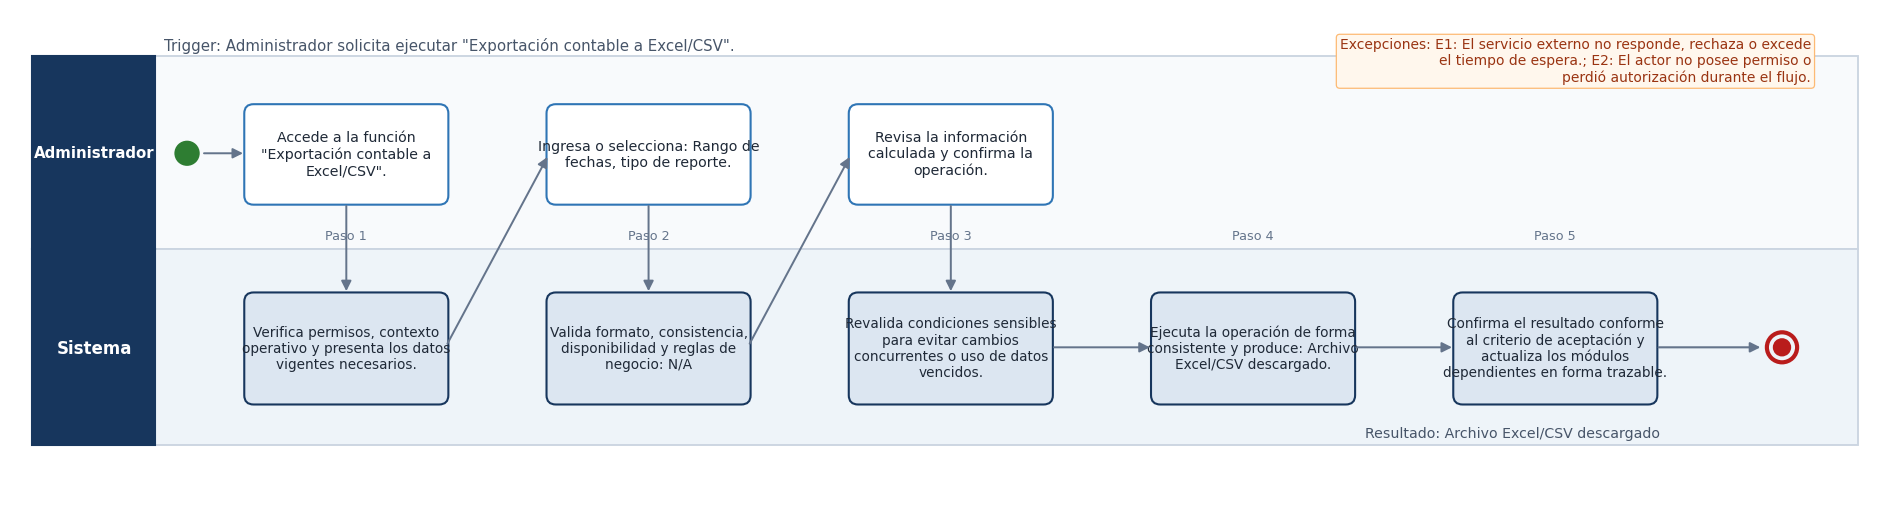 Trigger: Administrador solicita ejecutar "Exportación contable a Excel/CSV".
Excepciones: E1: El servicio externo no responde, rechaza o excede
el tiempo de espera.; E2: El actor no posee permiso o
perdió autorización durante el flujo.
Administrador
Accede a la función
"Exportación contable a
Excel/CSV".
Ingresa o selecciona: Rango de
fechas, tipo de reporte.
Revisa la información
calculada y confirma la
operación.
Paso 1
Paso 2
Paso 3
Paso 4
Paso 5
Sistema
Verifica permisos, contexto
operativo y presenta los datos
vigentes necesarios.
Valida formato, consistencia,
disponibilidad y reglas de
negocio: N/A
Revalida condiciones sensibles
para evitar cambios
concurrentes o uso de datos
vencidos.
Ejecuta la operación de forma
consistente y produce: Archivo
Excel/CSV descargado.
Confirma el resultado conforme
al criterio de aceptación y
actualiza los módulos
dependientes en forma trazable.
Resultado: Archivo Excel/CSV descargado